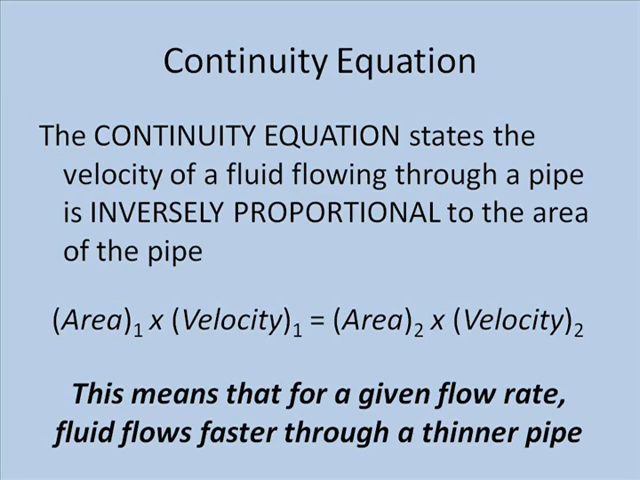 Continuity Equation
The CONTINUITY EQUATION states the
velocity of a fluid flowing through a pipe
is INVERSELY PROPORTIONAL to the area
of the pipe
(Area)₁ x (Velocity)₁ = (Area)₂ x (Velocity)₂
This means that for a given flow rate,
fluid flows faster through a thinner pipe